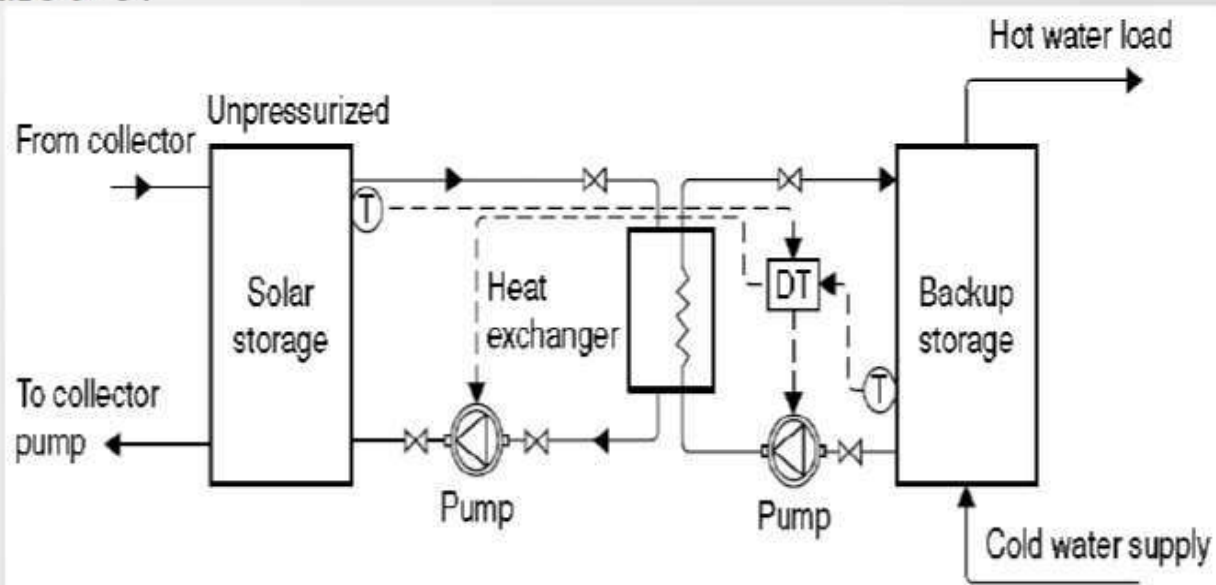 Hot water load
Unpressurized
From collector
T
Solar
storage
Heat
exchanger
DT
Backup
storage
T
To collector
pump
Pump
Pump
Cold water supply